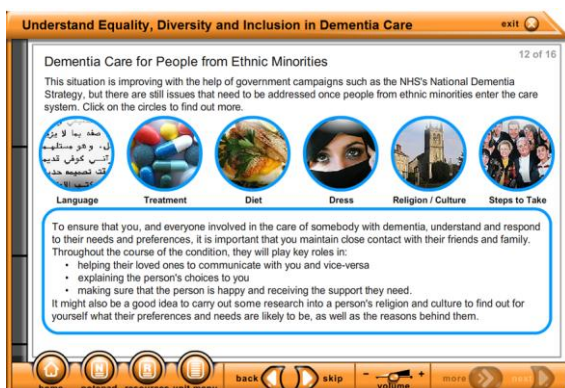 Understand Equality, Diversity and Inclusion in Dementia Care
exit
12 of 16
Dementia Care for People from Ethnic Minorities
This situation is improving with the help of government campaigns such as the NHS's National Dementia
Strategy, but there are still issues that need to be addressed once people from ethnic minorities enter the care
system. Click on the circles to find out more.
Language Treatment Diet Dress Religion / Culture Steps to Take
To ensure that you, and everyone involved in the care of somebody with dementia, understand and respond
to their needs and preferences, it is important that you maintain close contact with their friends and family.
Throughout the course of the condition, they will play key roles in:
• helping their loved ones to communicate with you and vice-versa
• explaining the person's choices to you
• making sure that the person is happy and receiving the support they need.
It might also be a good idea to carry out some research into a person's religion and culture to find out for
yourself what their preferences and needs are likely to be, as well as the reasons behind them.
N R
back skip - + more next
home notepad resources unit menu volume